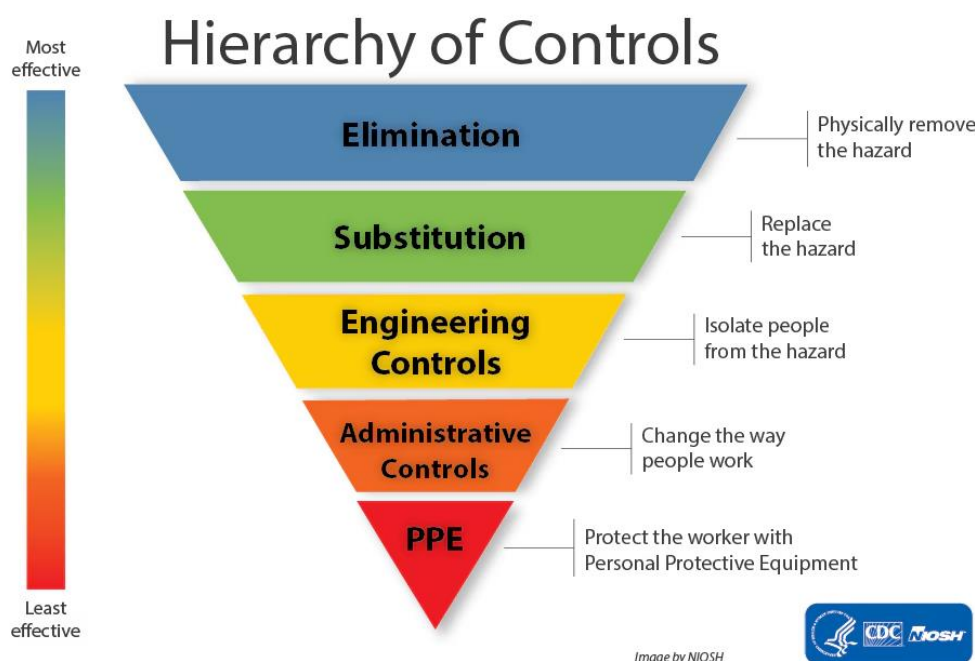 Hierarchy of Controls
Most
effective
Elimination
Physically remove
the hazard
Substitution
Replace
the hazard
Engineering
Controls
Isolate people
from the hazard
Administrative
Controls
Change the way
people work
PPE
Protect the worker with
Personal Protective Equipment
Least
effective
CDC NIOSH
Image by NIOSH